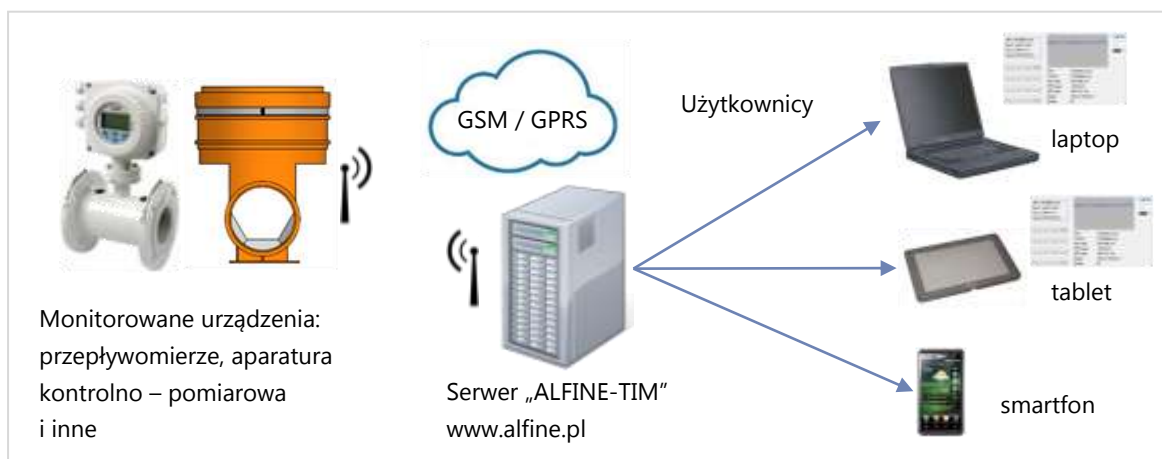 GSM / GPRS
Użytkownicy
laptop
tablet
smartfon
Monitorowane urządzenia:
przepływomierze, aparatura
kontrolno – pomiarowa
i inne
Serwer „ALFINE-TIM”
www.alfine.pl